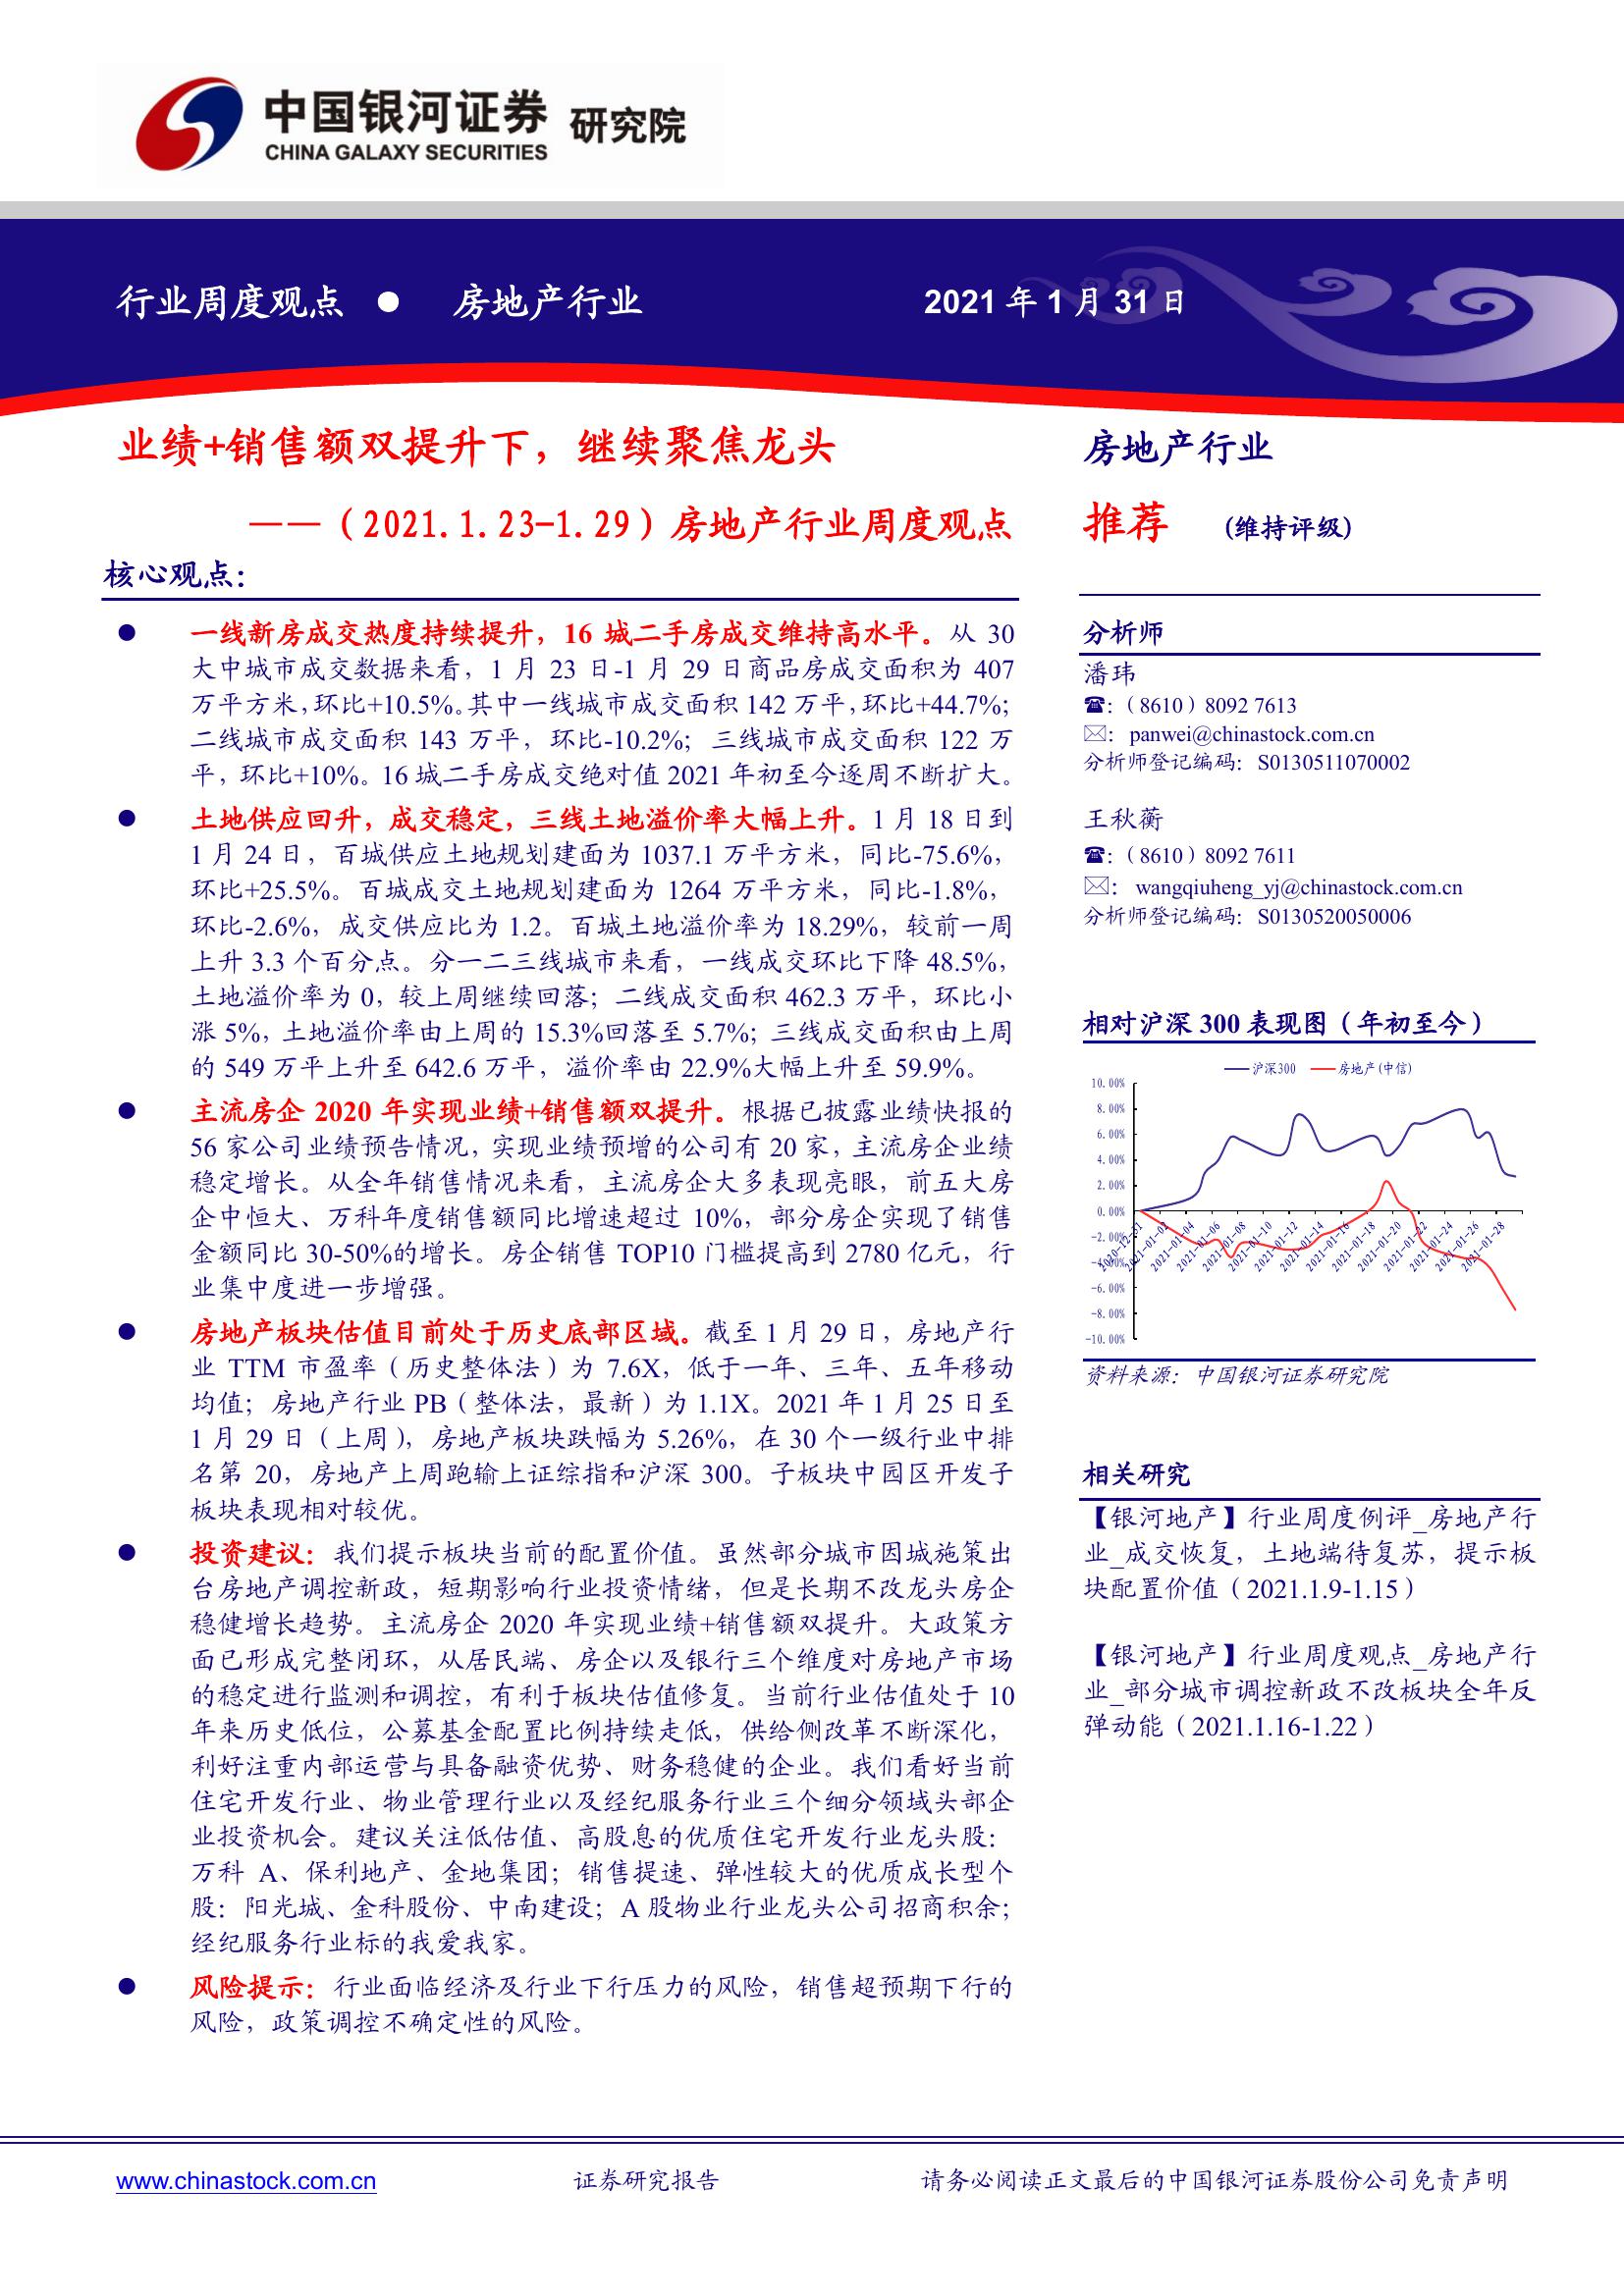 中国银河证券 研究院
CHINA GALAXY SECURITIES
行业周度观点 ● 房地产行业 2021 年 1 月 31 日
业绩+销售额双提升下，继续聚焦龙头
——（2021.1.23-1.29）房地产行业周度观点
核心观点：
● 一线新房成交热度持续提升，16 城二手房成交维持高水平。从 30
大中城市成交数据来看，1 月 23 日-1 月 29 日商品房成交面积为 407
万平方米，环比+10.5%。其中一线城市成交面积 142 万平，环比+44.7%；
二线城市成交面积 143 万平，环比-10.2%；三线城市成交面积 122 万
平，环比+10%。16 城二手房成交绝对值 2021 年初至今逐周不断扩大。
● 土地供应回升，成交稳定，三线土地溢价率大幅上升。1 月 18 日到
1 月 24 日，百城供应土地规划建面为 1037.1 万平方米，同比-75.6%，
环比+25.5%。百城成交土地规划建面为 1264 万平方米，同比-1.8%，
环比-2.6%，成交供应比为 1.2。百城土地溢价率为 18.29%，较前一周
上升 3.3 个百分点。分一二三线城市来看，一线成交环比下降 48.5%，
土地溢价率为 0，较上周继续回落；二线成交面积 462.3 万平，环比小
涨 5%，土地溢价率由上周的 15.3%回落至 5.7%；三线成交面积由上周
的 549 万平上升至 642.6 万平，溢价率由 22.9%大幅上升至 59.9%。
● 主流房企 2020 年实现业绩+销售额双提升。根据已披露业绩快报的
56 家公司业绩预告情况，实现业绩预增的公司有 20 家，主流房企业绩
稳定增长。从全年销售情况来看，主流房企大多表现亮眼，前五大房
企中恒大、万科年度销售额同比增速超过 10%，部分房企实现了销售
金额同比 30-50%的增长。房企销售 TOP10 门槛提高到 2780 亿元，行
业集中度进一步增强。
● 房地产板块估值目前处于历史底部区域。截至 1 月 29 日，房地产行
业 TTM 市盈率（历史整体法）为 7.6X，低于一年、三年、五年移动
均值；房地产行业 PB（整体法，最新）为 1.1X。2021 年 1 月 25 日至
1 月 29 日（上周），房地产板块跌幅为 5.26%，在 30 个一级行业中排
名第 20，房地产上周跑输上证综指和沪深 300。子板块中园区开发子
板块表现相对较优。
● 投资建议：我们提示板块当前的配置价值。虽然部分城市因城施策出
台房地产调控新政，短期影响行业投资情绪，但是长期不改龙头房企
稳健增长趋势。主流房企 2020 年实现业绩+销售额双提升。大政策方
面已形成完整闭环，从居民端、房企以及银行三个维度对房地产市场
的稳定进行监测和调控，有利于板块估值修复。当前行业估值处于 10
年来历史低位，公募基金配置比例持续走低，供给侧改革不断深化，
利好注重内部运营与具备融资优势、财务稳健的企业。我们看好当前
住宅开发行业、物业管理行业以及经纪服务行业三个细分领域头部企
业投资机会。建议关注低估值、高股息的优质住宅开发行业龙头股：
万科 A、保利地产、金地集团；销售提速、弹性较大的优质成长型个
股：阳光城、金科股份、中南建设；A 股物业行业龙头公司招商积余；
经纪服务行业标的我爱我家。
● 风险提示：行业面临经济及行业下行压力的风险，销售超预期下行的
风险，政策调控不确定性的风险。
房地产行业
推荐 (维持评级)
分析师
潘玮
☎:（8610）8092 7613
✉: panwei@chinastock.com.cn
分析师登记编码：S0130511070002
王秋蘅
☎:（8610）8092 7611
✉: wangqiuheng_yj@chinastock.com.cn
分析师登记编码：S0130520050006
相对沪深 300 表现图（年初至今）
沪深300 房地产(中信)
10.00%
8.00%
6.00%
4.00%
2.00%
0.00%
-2.00%
-4.00%
-6.00%
-8.00%
-10.00%
2020-12-31
2021-01-02
2021-01-04
2021-01-06
2021-01-08
2021-01-10
2021-01-12
2021-01-14
2021-01-16
2021-01-18
2021-01-20
2021-01-22
2021-01-24
2021-01-26
2021-01-28
资料来源：中国银河证券研究院
相关研究
【银河地产】行业周度例评_房地产行
业_成交恢复，土地端待复苏，提示板
块配置价值（2021.1.9-1.15）
【银河地产】行业周度观点_房地产行
业_部分城市调控新政不改板块全年反
弹动能（2021.1.16-1.22）
www.chinastock.com.cn 证券研究报告 请务必阅读正文最后的中国银河证券股份公司免责声明